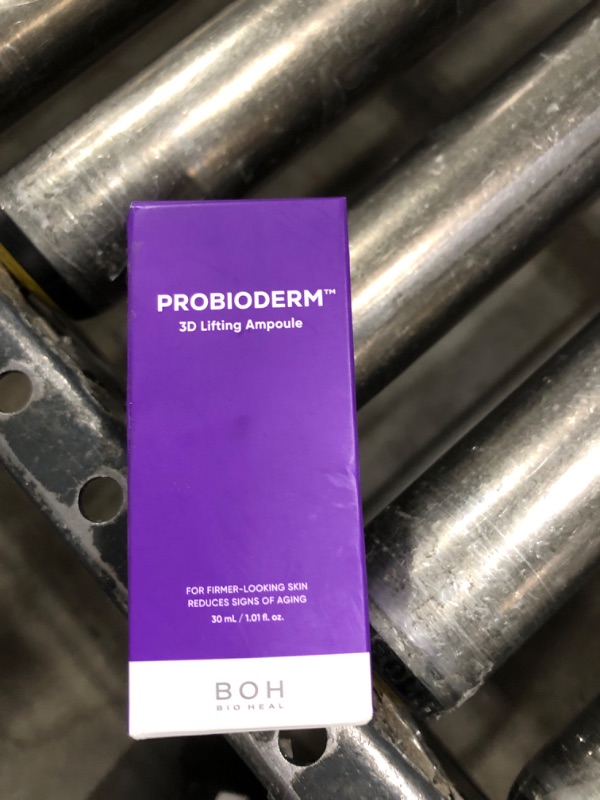 PROBIODERM™
3D Lifting Ampoule
FOR FIRMER-LOOKING SKIN
REDUCES SIGNS OF AGING
30 mL / 1.01 fl. oz.
BOH
BIO HEAL